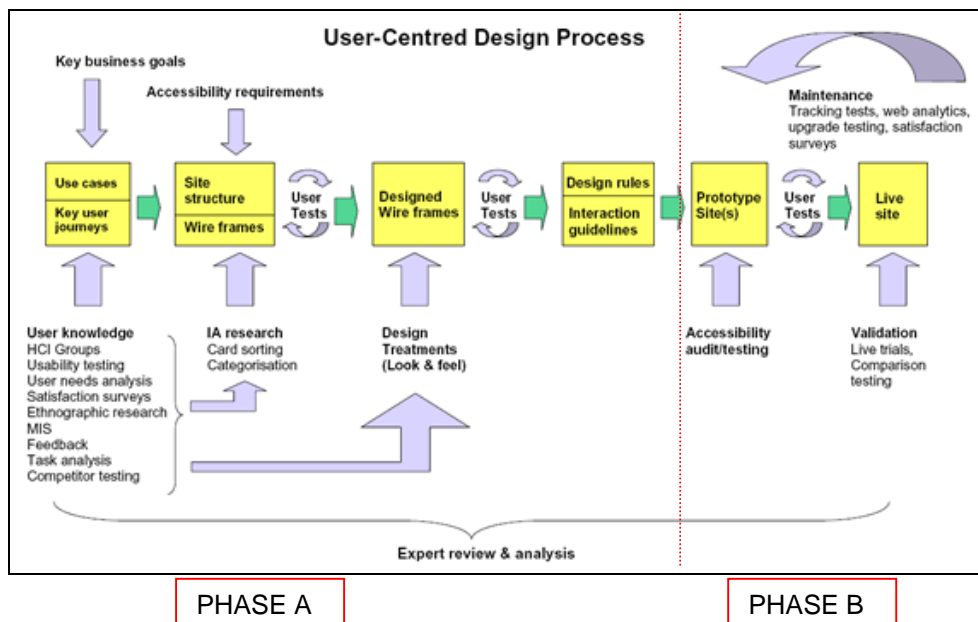 User-Centred Design Process
Key business goals
Accessibility requirements
Maintenance
Tracking tests, web analytics,
upgrade testing, satisfaction
surveys
Use cases
Key user
journeys
Site
structure
Wire frames
User
Tests
Designed
Wire frames
User
Tests
Design rules
Interaction
guidelines
Prototype
Site(s)
User
Tests
Live
site
User knowledge
HCI Groups
Usability testing
User needs analysis
Satisfaction surveys
Ethnographic research
MIS
Feedback
Task analysis
Competitor testing
IA research
Card sorting
Categorisation
Design
Treatments
(Look & feel)
Accessibility
audit/testing
Validation
Live trials,
Comparison
testing
Expert review & analysis
PHASE A
PHASE B